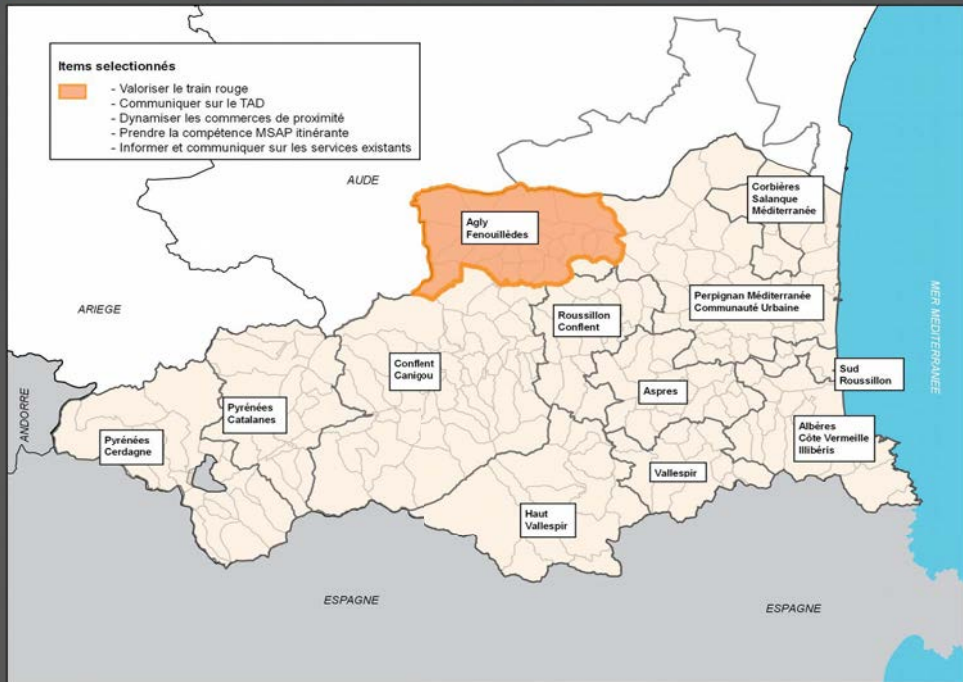 Items selectionnés
- Valoriser le train rouge
- Communiquer sur le TAD
- Dynamiser les commerces de proximité
- Prendre la compétence MSAP itinérante
- Informer et communiquer sur les services existants
AUDE
Corbières
Salanque
Méditerranée
Agly
Fenouillèdes
MER MEDITERRANEE
ARIEGE
Perpignan Méditerranée
Communauté Urbaine
Roussillon
Conflent
Conflent
Canigou
Sud
Roussillon
ANDORRE
Aspres
Pyrénées
Catalanes
Albères
Côte Vermeille
Illibéris
Pyrénées
Cerdagne
Vallespir
Haut
Vallespir
ESPAGNE
ESPAGNE